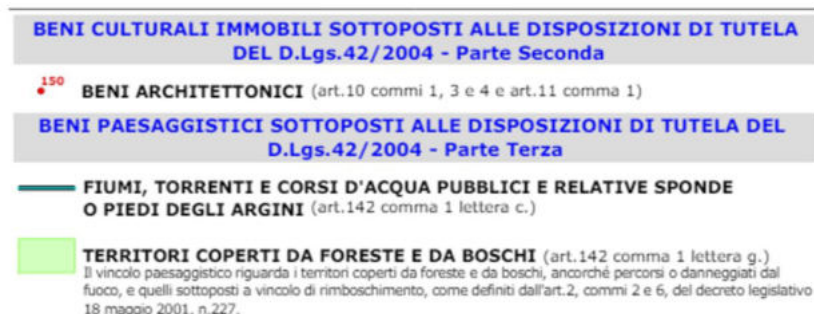 BENI CULTURALI IMMOBILI SOTTOPOSTI ALLE DISPOSIZIONI DI TUTELA
DEL D.Lgs.42/2004 - Parte Seconda
150 BENI ARCHITETTONICI (art.10 commi 1, 3 e 4 e art.11 comma 1)
BENI PAESAGGISTICI SOTTOPOSTI ALLE DISPOSIZIONI DI TUTELA DEL
D.Lgs.42/2004 - Parte Terza
FIUMI, TORRENTI E CORSI D'ACQUA PUBBLICI E RELATIVE SPONDE
O PIEDI DEGLI ARGINI (art.142 comma 1 lettera c.)
TERRITORI COPERTI DA FORESTE E DA BOSCHI (art.142 comma 1 lettera g.)
Il vincolo paesaggistico riguarda i territori coperti da foreste e da boschi, ancorché percorsi o danneggiati dal
fuoco, e quelli sottoposti a vincolo di rimboschimento, come definiti dall'art.2, commi 2 e 6, del decreto legislativo
18 maggio 2001, n.227.